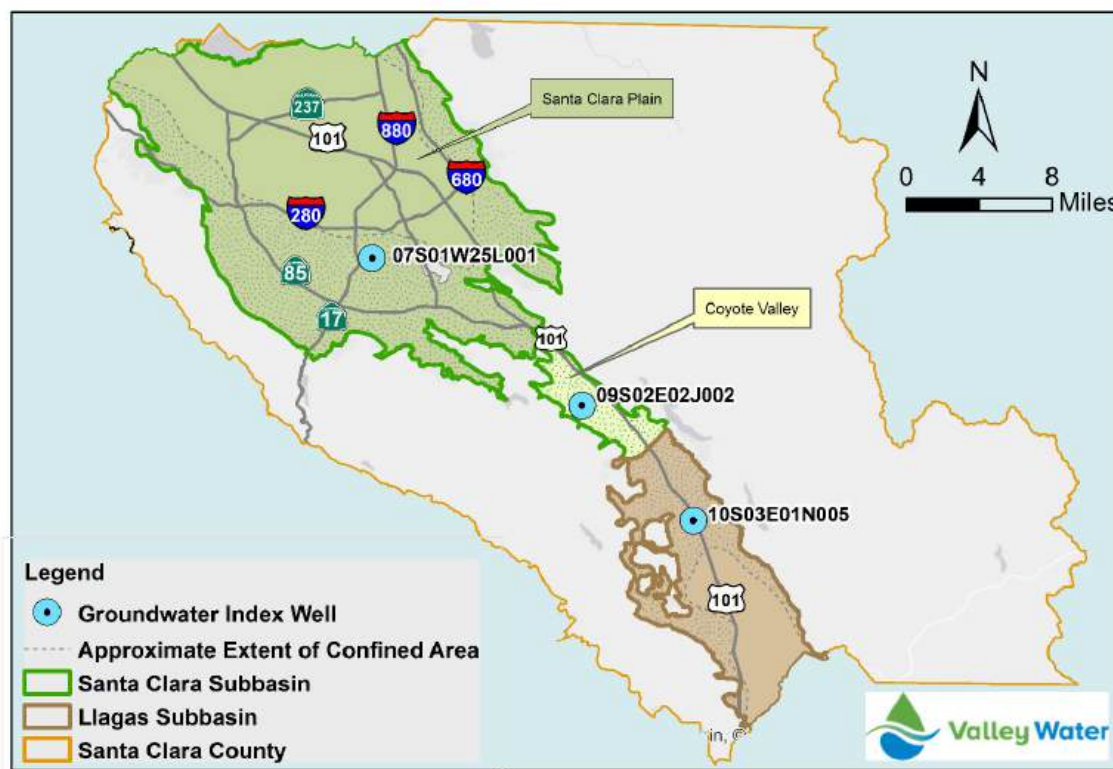 Santa Clara Plain
N
237
101
880
680
0 4 8
Miles
280
07S01W25L001
85
17
Coyote Valley
101
09S02E02J002
10S03E01N005
101
Legend
Groundwater Index Well
Approximate Extent of Confined Area
Santa Clara Subbasin
Llagas Subbasin
Santa Clara County
in, ©
Valley Water